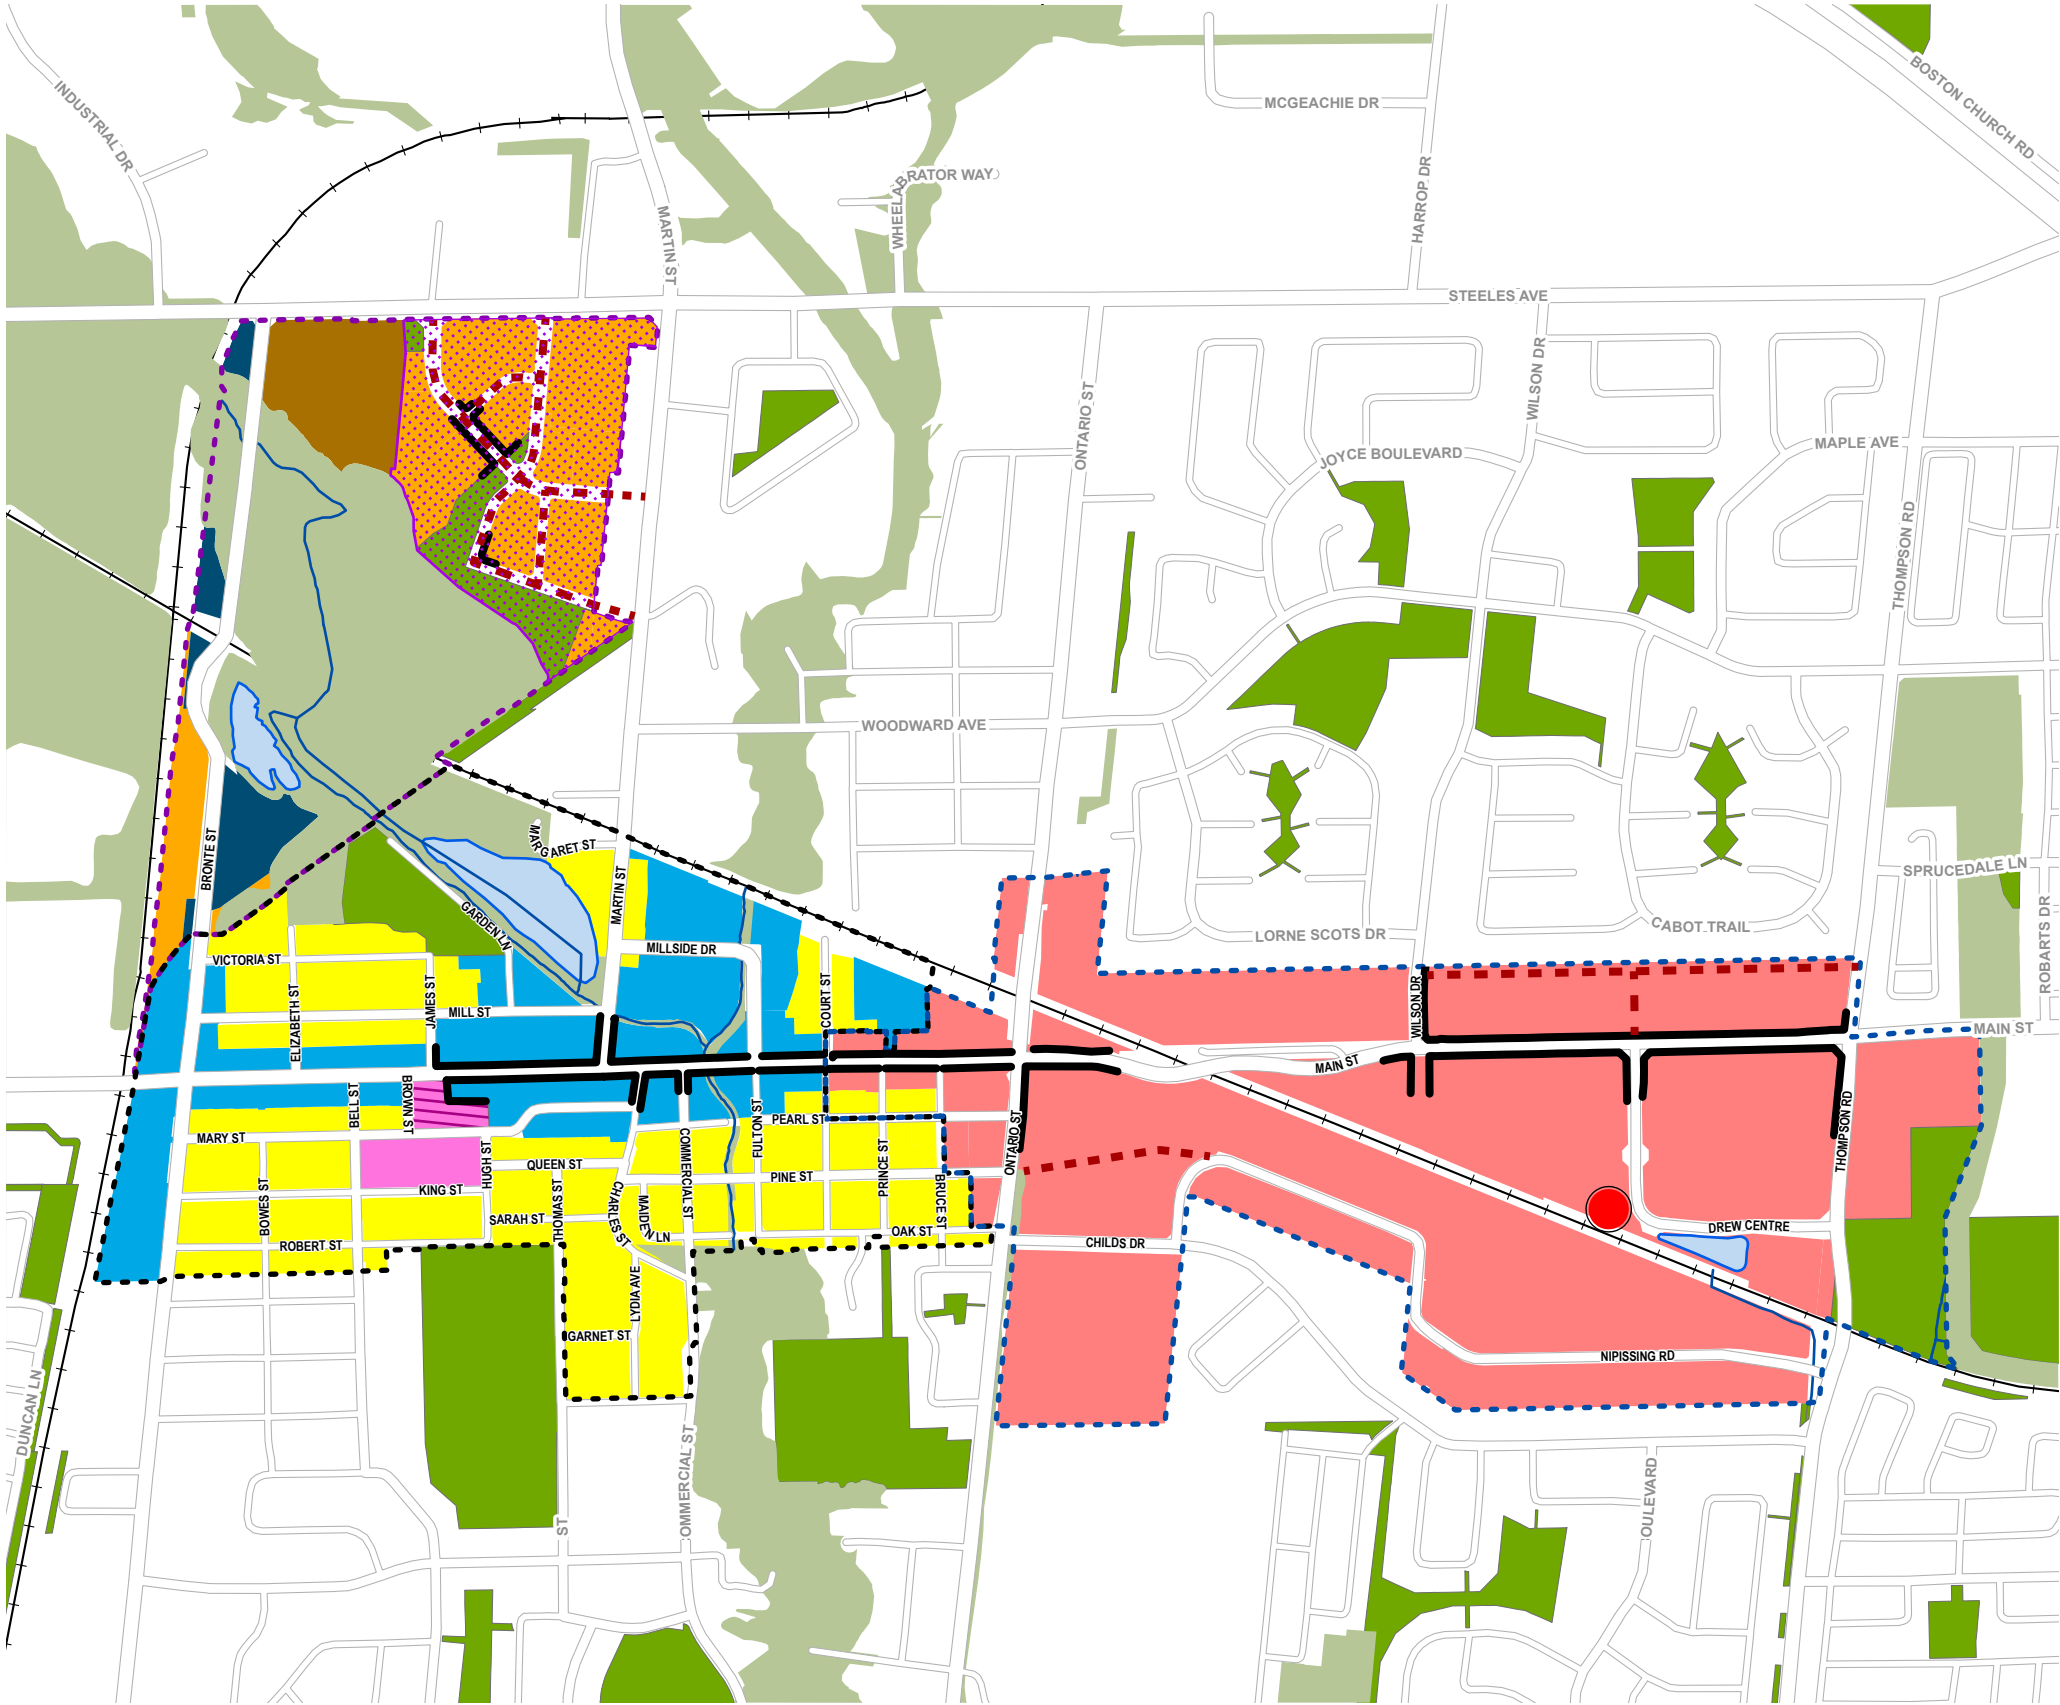 INDUSTRIAL DR
BOSTON CHURCH RD
MCGEACHIE DR
HARROP DR
WHEELABRATOR WAY
MARTIN ST
STEELES AVE
WILSON DR
ONTARIO ST
JOYCE BOULEVARD
MAPLE AVE
THOMPSON RD
WOODWARD AVE
BRONTE ST
MARGARET ST
MARTIN ST
SPRUCEDALE LN
ROBARTS DR
GARDEN LN
MILLSIDE DR
LORNE SCOTS DR
CABOT TRAIL
VICTORIA ST
ELIZABETH ST
JAMES ST
MILL ST
COURT ST
WILSON DR
MAIN ST
MAIN ST
BELL ST
BROWN ST
MARY ST
HUGH ST
QUEEN ST
COMMERCIAL ST
FULTON ST
PEARL ST
PRINCE ST
ONTARIO ST
THOMPSON RD
BOWES ST
KING ST
THOMAS ST
SARAH ST
CHARLES ST
MAIDEN LN
PINE ST
BRUCE ST
OAK ST
ROBERT ST
CHILDS DR
DREW CENTRE
LYDIA AVE
GARNET ST
NIPISSING RD
DUNCAN LN
ST
OMMERCIAL ST
OULEVARD